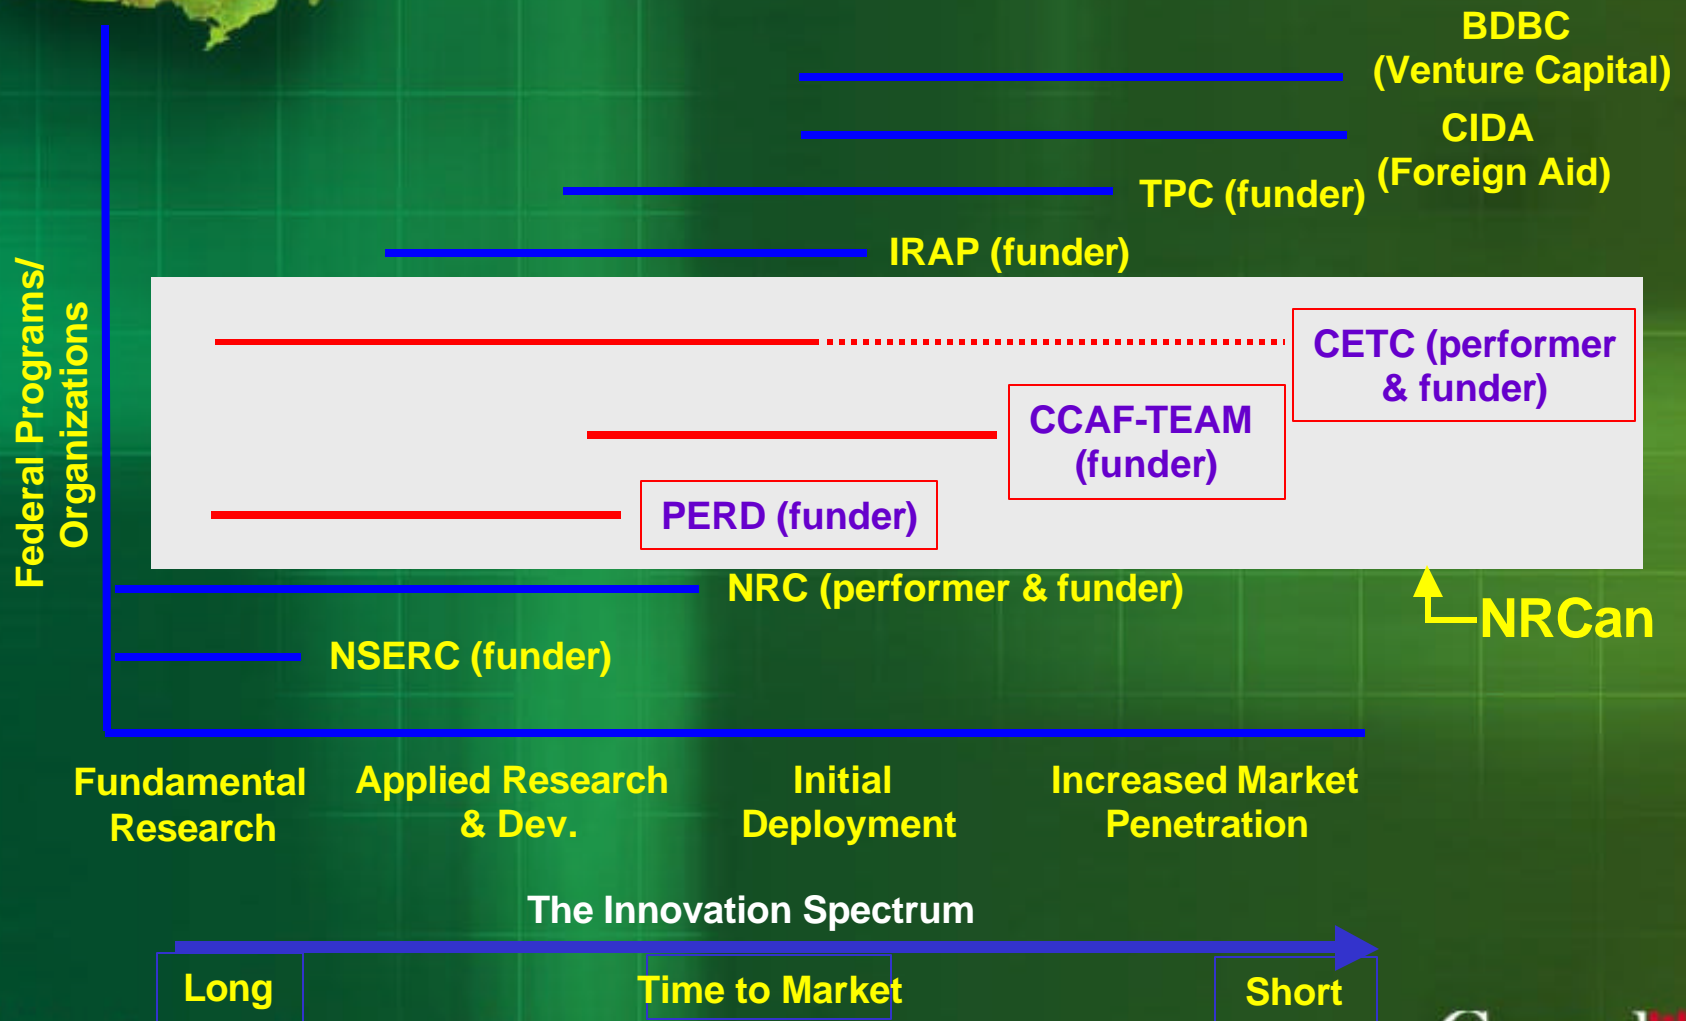 BDBC
(Venture Capital)
CIDA
(Foreign Aid)
TPC (funder)
IRAP (funder)
Federal Programs/
Organizations
CETC (performer
& funder)
CCAF-TEAM
(funder)
PERD (funder)
NRC (performer & funder)
NRCan
NSERC (funder)
Fundamental
Research
Applied Research
& Dev.
Initial
Deployment
Increased Market
Penetration
The Innovation Spectrum
Long
Time to Market
Short